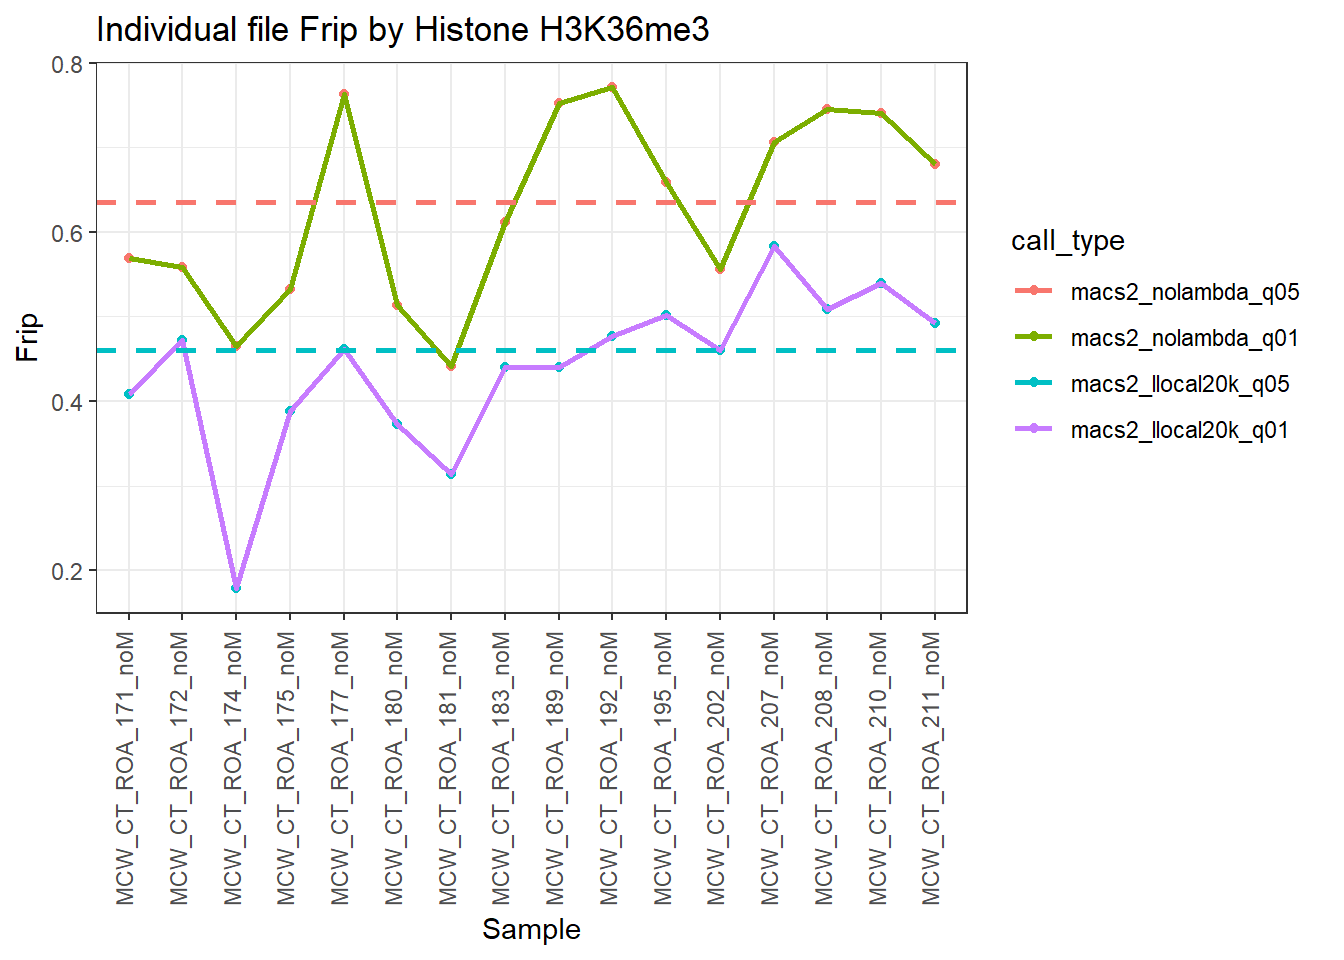 Individual file Frip by Histone H3K36me3
0.8
0.6
0.4
0.2
Frip
MCW_CT_ROA_171_noM
MCW_CT_ROA_172_noM
MCW_CT_ROA_174_noM
MCW_CT_ROA_175_noM
MCW_CT_ROA_177_noM
MCW_CT_ROA_180_noM
MCW_CT_ROA_181_noM
MCW_CT_ROA_183_noM
MCW_CT_ROA_189_noM
MCW_CT_ROA_192_noM
MCW_CT_ROA_195_noM
MCW_CT_ROA_202_noM
MCW_CT_ROA_207_noM
MCW_CT_ROA_208_noM
MCW_CT_ROA_210_noM
MCW_CT_ROA_211_noM
Sample
call_type
macs2_nolambda_q05
macs2_nolambda_q01
macs2_llocal20k_q05
macs2_llocal20k_q01